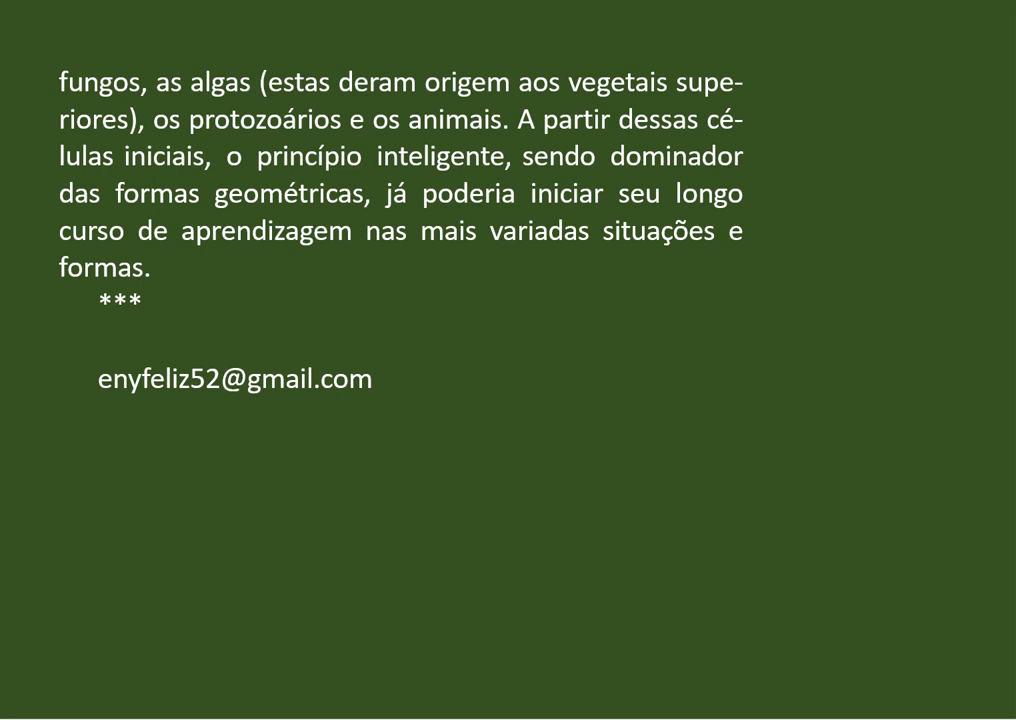 fungos, as algas (estas deram origem aos vegetais supe-
riores), os protozoários e os animais. A partir dessas cé-
lulas iniciais, o princípio inteligente, sendo dominador
das formas geométricas, já poderia iniciar seu longo
curso de aprendizagem nas mais variadas situações e
formas.
***
enyfeliz52@gmail.com